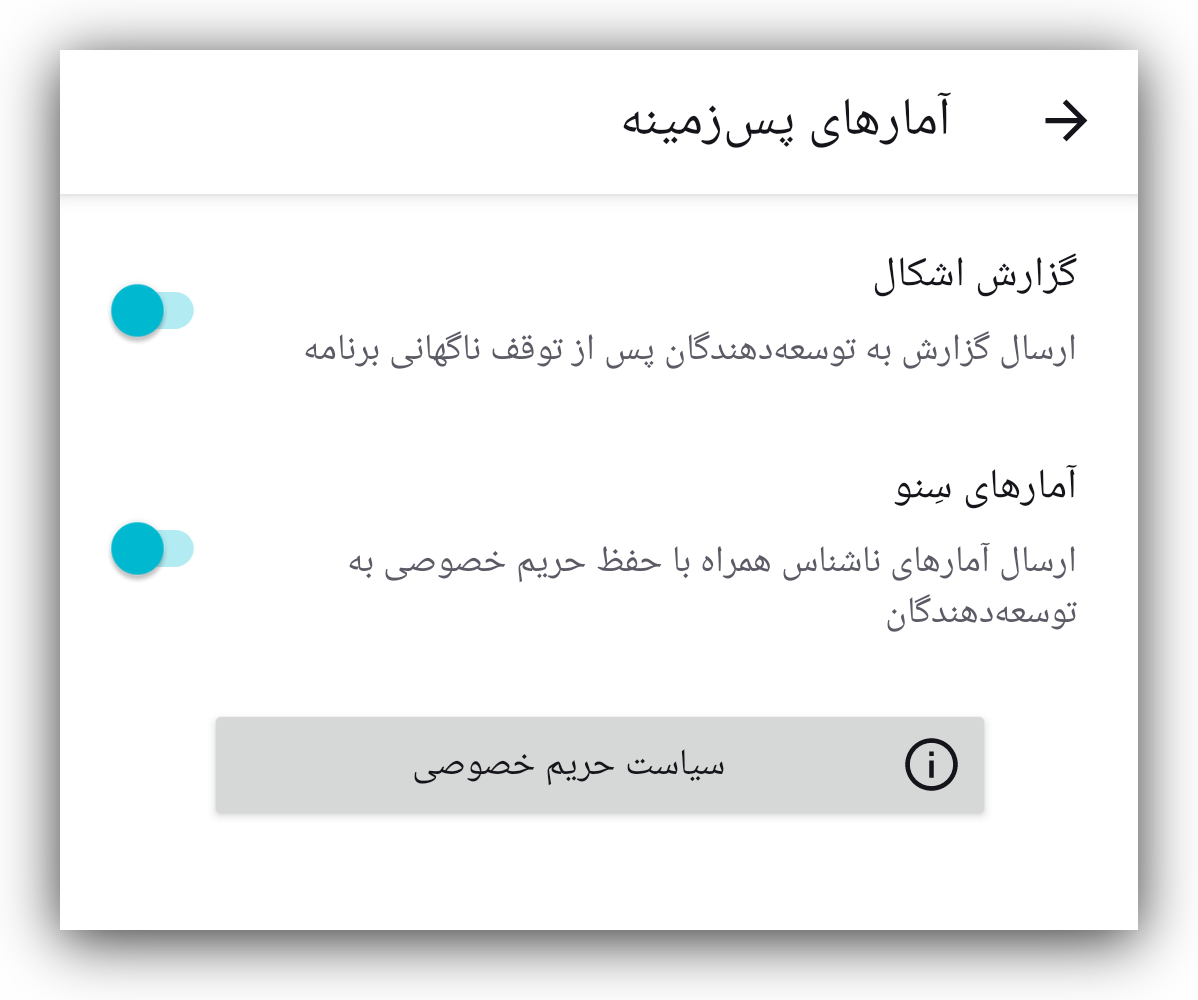 آمارهای پس‌زمینه
گزارش اشکال
ارسال گزارش به توسعه‌دهندگان پس از توقف ناگهانی برنامه
آمارهای سِنو
ارسال آمارهای ناشناس همراه با حفظ حریم خصوصی به
توسعه‌دهندگان
سیاست حریم خصوصی